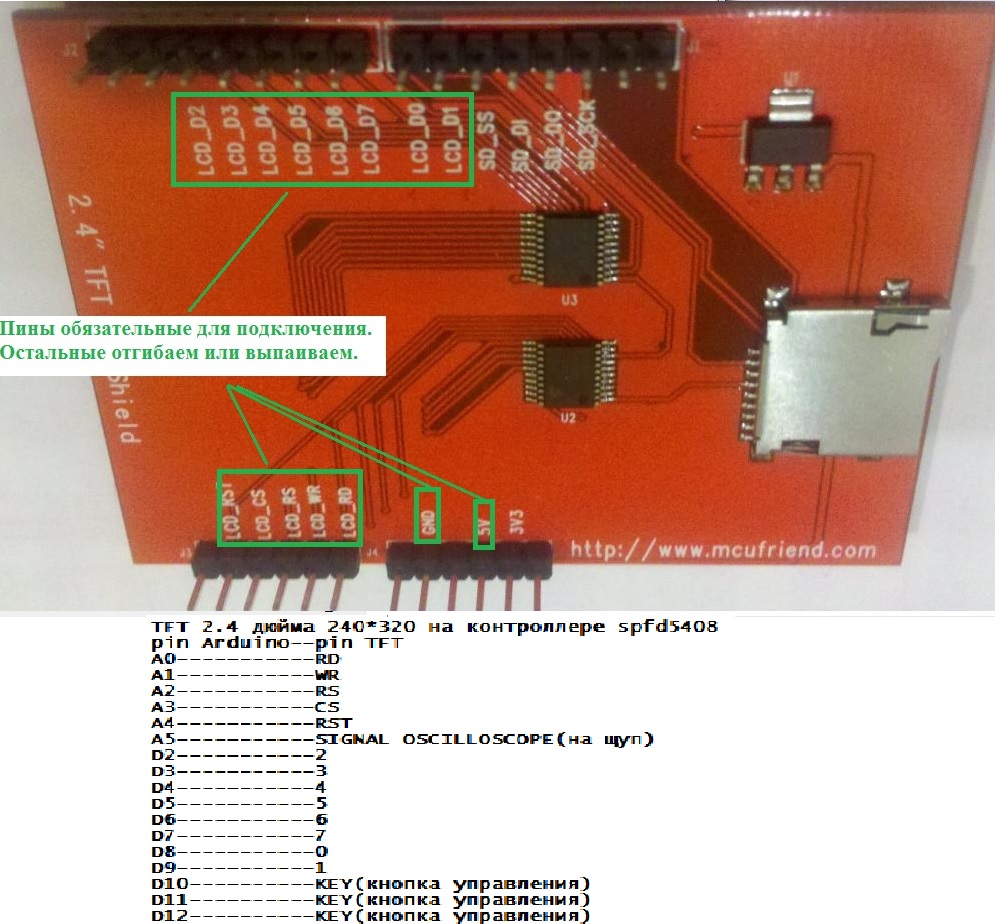 J2
J1
U1
LCD_D2
LCD_D3
LCD_D4
LCD_D5
LCD_D6
LCD_D7
LCD_D0
LCD_D1
SD_SS
SD_DI
SD_DO
SD_SCK
2.4" TFT
Shield
U3
Пины обязательные для подключения.
Остальные отгибаем или выпаиваем.
U2
LCD_RST
LCD_CS
LCD_RS
LCD_WR
LCD_RD
GND
5V
3V3
J3
J4
http://www.mcufriend.com
TFT 2.4 дюйма 240*320 на контроллере spfd5408
pin Arduino--pin TFT
A0-----------RD
A1-----------WR
A2-----------RS
A3-----------CS
A4-----------RST
A5-----------SIGNAL OSCILLOSCOPE(на щуп)
D2-----------2
D3-----------3
D4-----------4
D5-----------5
D6-----------6
D7-----------7
D8-----------0
D9-----------1
D10----------KEY(кнопка управления)
D11----------KEY(кнопка управления)
D12----------KEY(кнопка управления)